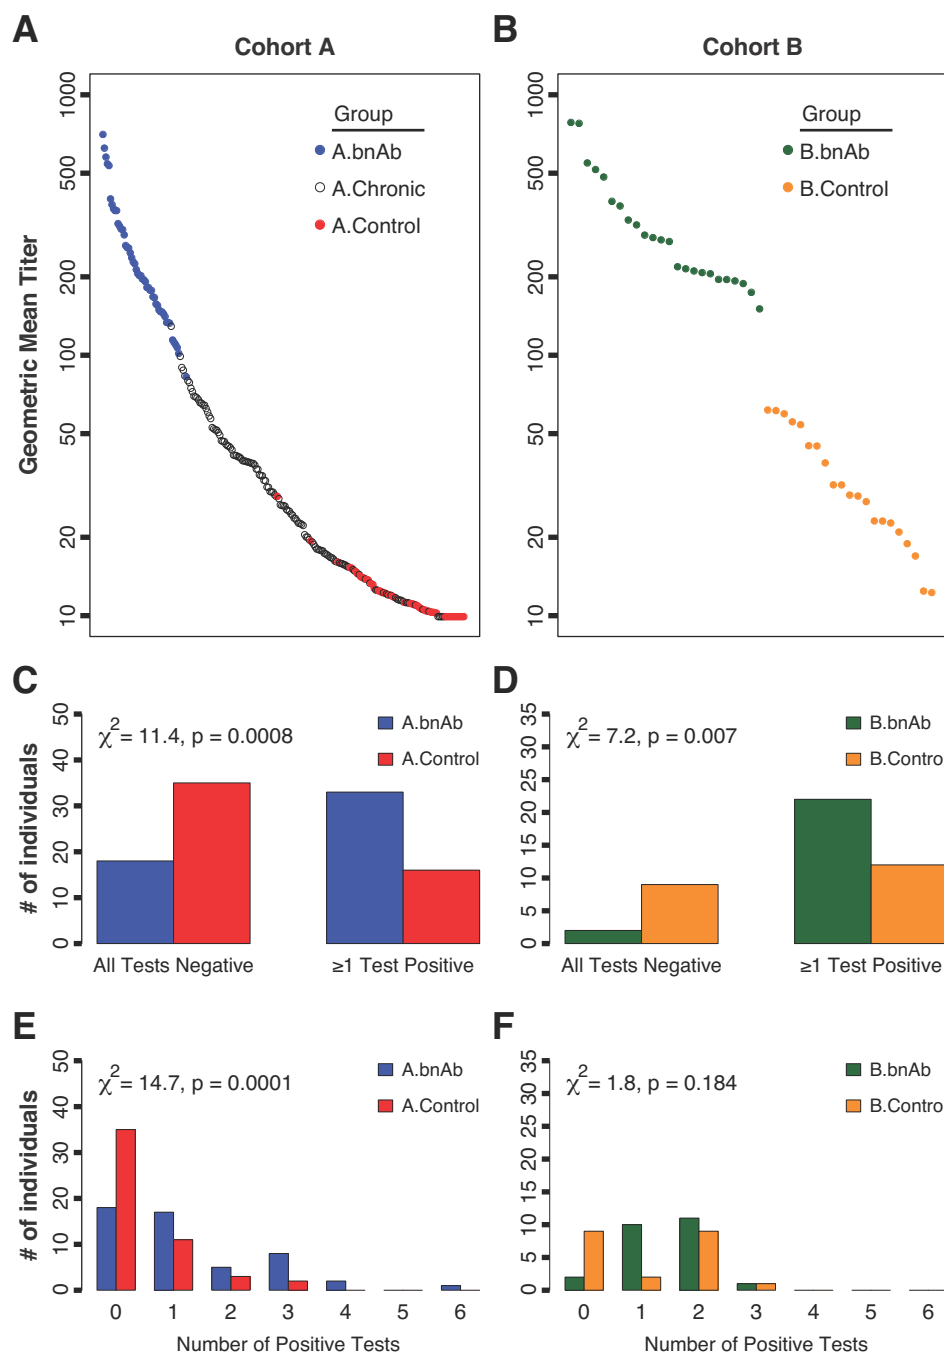 A
Cohort A
Geometric Mean Titer
1000
500
200
100
50
20
10
Group
A.bnAb
A.Chronic
A.Control
B
Cohort B
1000
500
200
100
50
20
10
Group
B.bnAb
B.Control
C
# of individuals
50
40
30
20
10
0
χ2 = 11.4, p = 0.0008
A.bnAb
A.Control
All Tests Negative
≥1 Test Positive
D
35
30
25
20
15
10
5
0
χ2 = 7.2, p = 0.007
B.bnAb
B.Control
All Tests Negative
≥1 Test Positive
E
# of individuals
50
40
30
20
10
0
χ2 = 14.7, p = 0.0001
A.bnAb
A.Control
0 1 2 3 4 5 6
Number of Positive Tests
F
35
30
25
20
15
10
5
0
χ2 = 1.8, p = 0.184
B.bnAb
B.Control
0 1 2 3 4 5 6
Number of Positive Tests